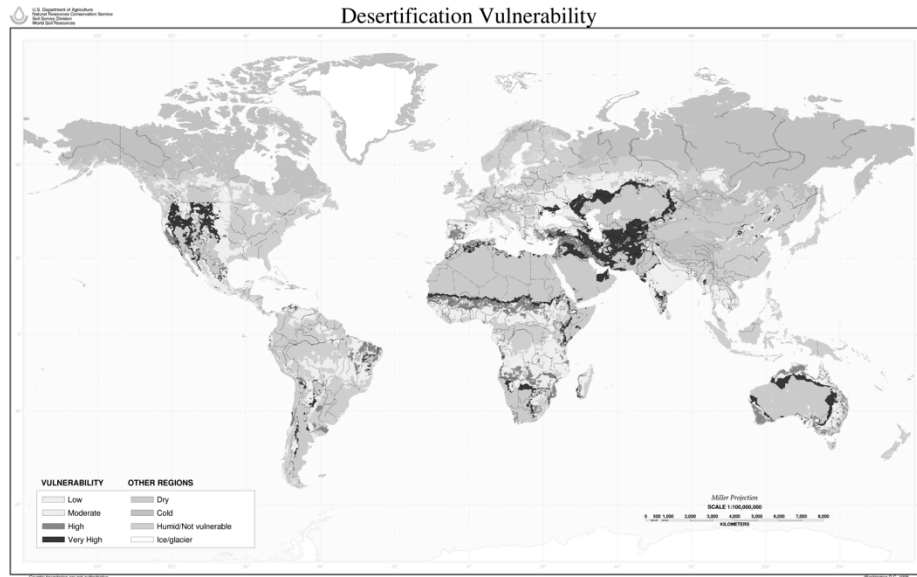 U.S. Department of Agriculture
Natural Resources Conservation Service
Soil Survey Division
World Soil Resources
Desertification Vulnerability
VULNERABILITY
Low
Moderate
High
Very High
OTHER REGIONS
Dry
Cold
Humid/Not vulnerable
Ice/glacier
Miller Projection
SCALE 1:100,000,000
0 500 1,000 2,000 3,000 4,000 5,000 6,000 7,000 8,000
KILOMETERS